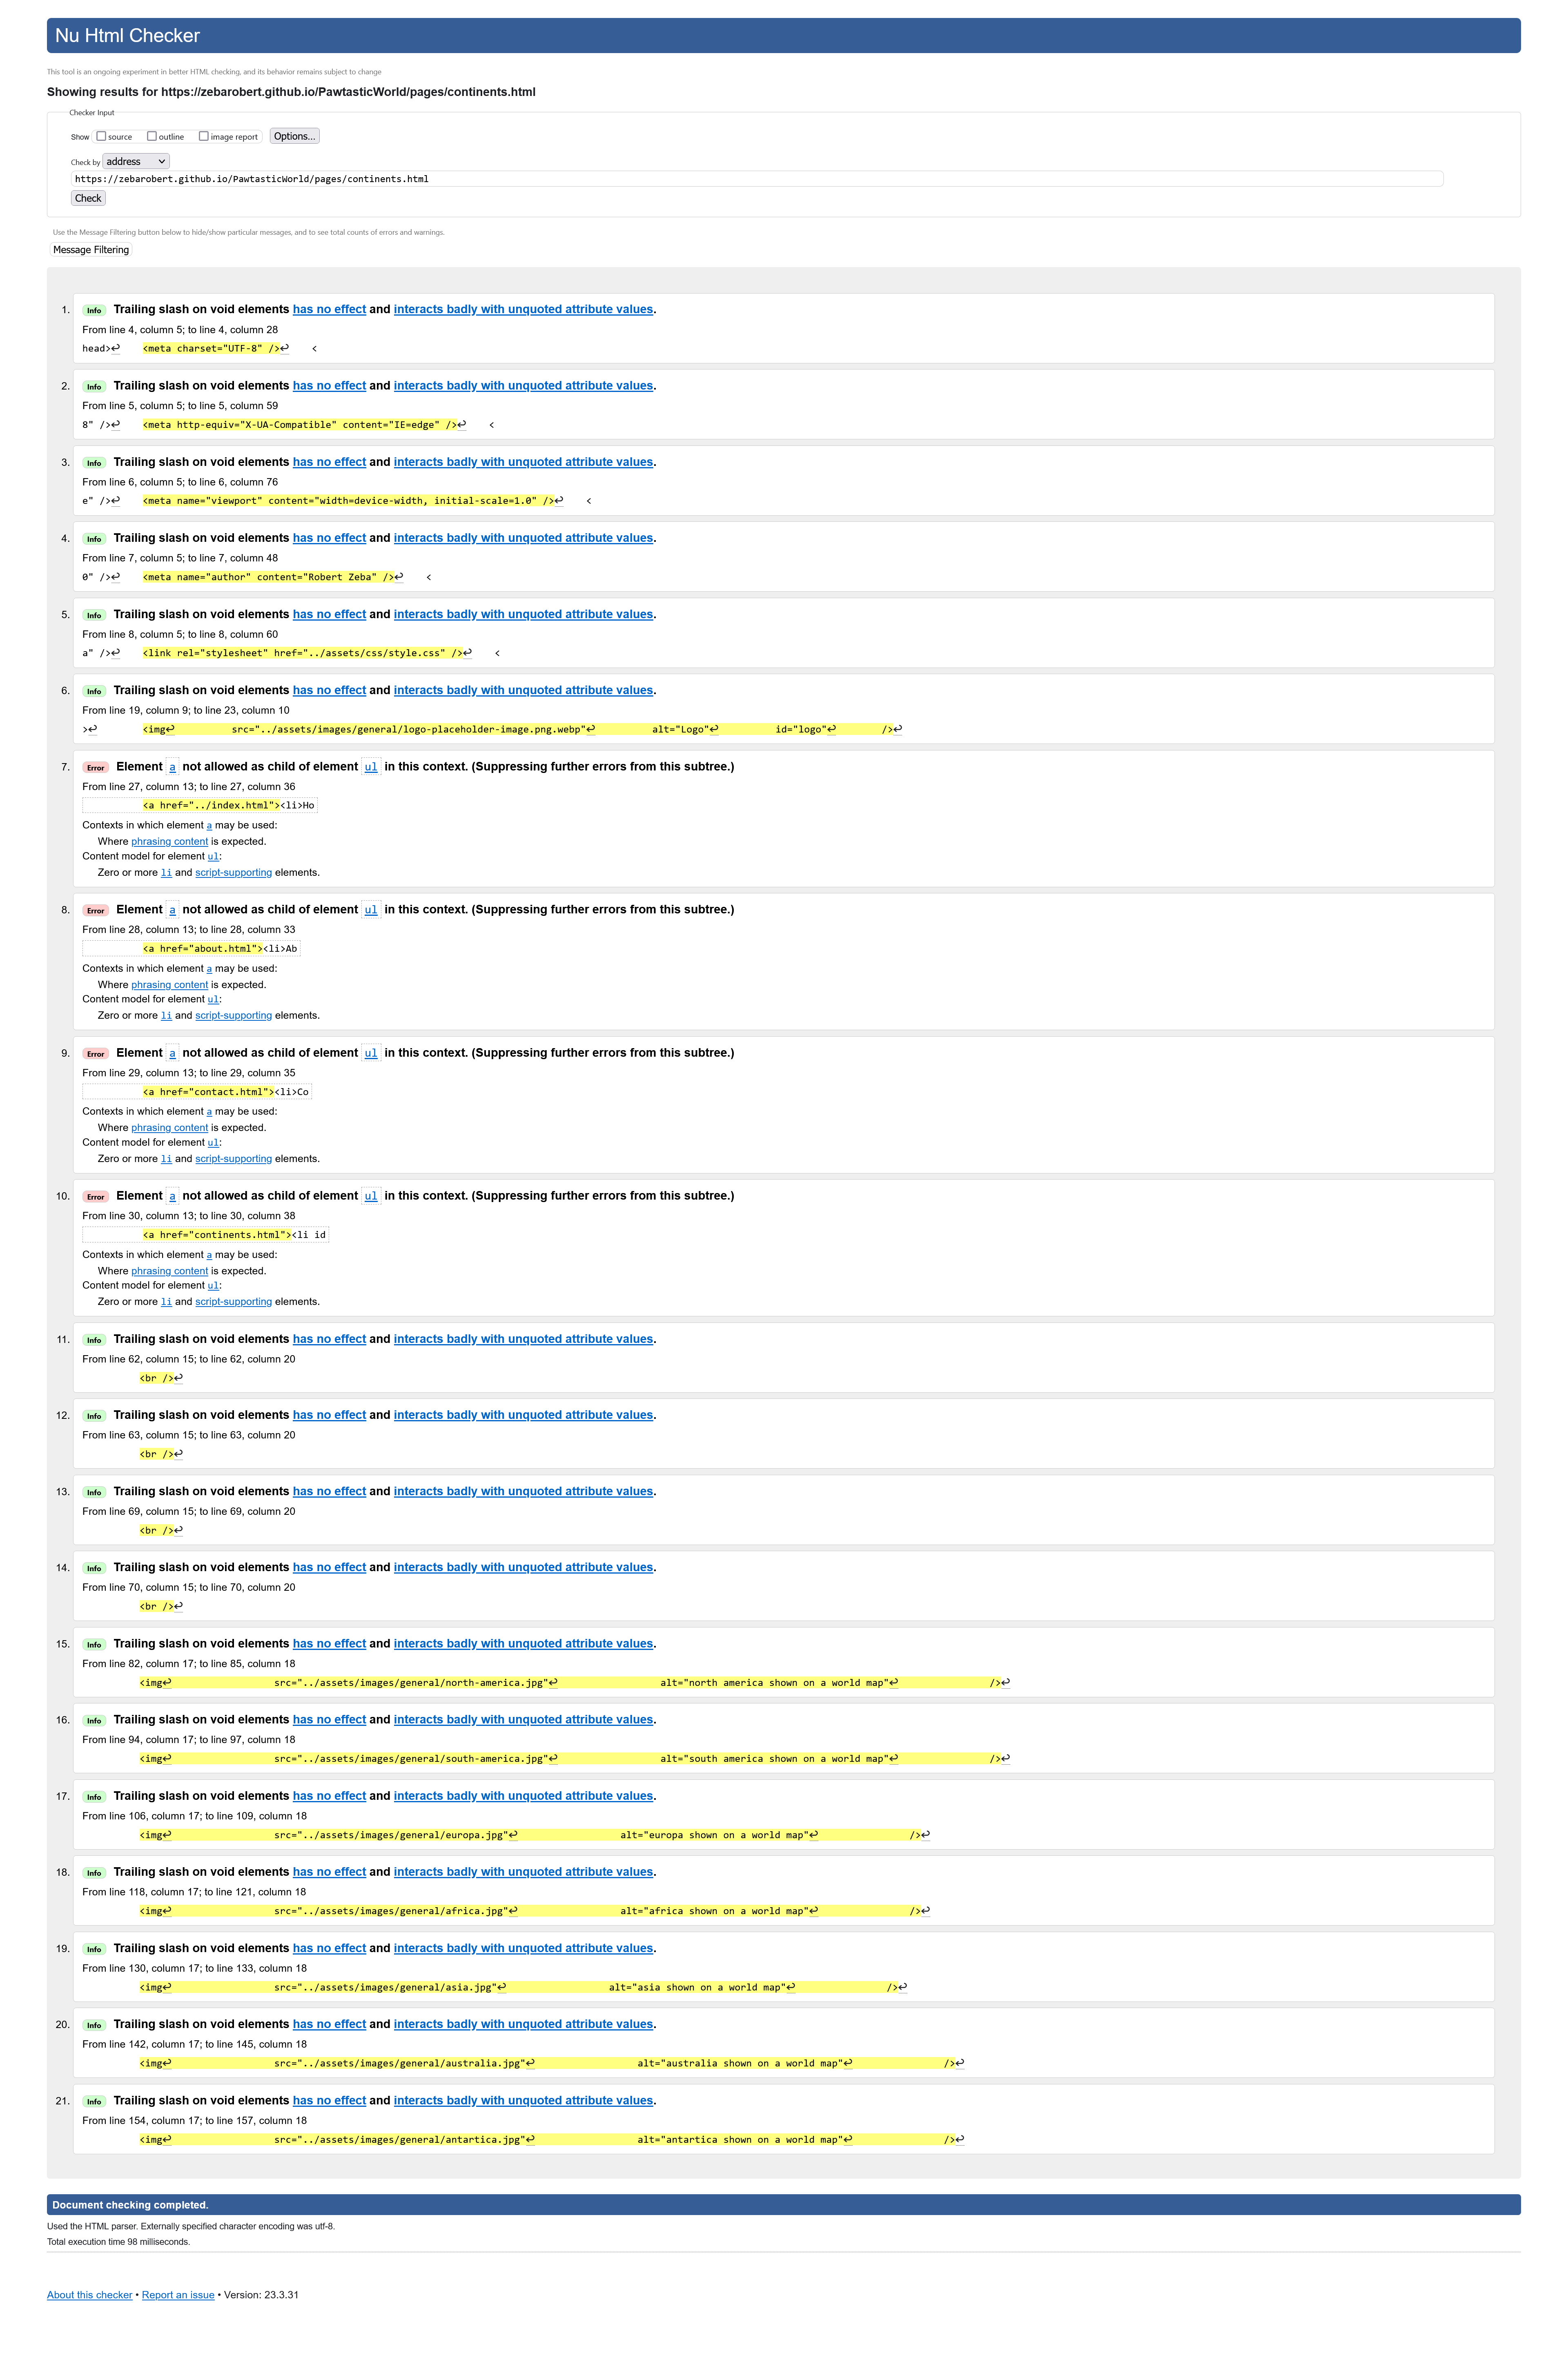 Nu Html Checker
This tool is an ongoing experiment in better HTML checking, and its behavior remains subject to change
Showing results for https://zebarobert.github.io/PawtasticWorld/pages/continents.html
Checker Input
Show source outline image report Options...
Check by address
https://zebarobert.github.io/PawtasticWorld/pages/continents.html
Check
Use the Message Filtering button below to hide/show particular messages, and to see total counts of errors and warnings.
Message Filtering
1. Info Trailing slash on void elements has no effect and interacts badly with unquoted attribute values.
From line 4, column 5; to line 4, column 28
head>↩    <meta charset="UTF-8" />↩    <
2. Info Trailing slash on void elements has no effect and interacts badly with unquoted attribute values.
From line 5, column 5; to line 5, column 59
8" />↩    <meta http-equiv="X-UA-Compatible" content="IE=edge" />↩    <
3. Info Trailing slash on void elements has no effect and interacts badly with unquoted attribute values.
From line 6, column 5; to line 6, column 76
e" />↩    <meta name="viewport" content="width=device-width, initial-scale=1.0" />↩    <
4. Info Trailing slash on void elements has no effect and interacts badly with unquoted attribute values.
From line 7, column 5; to line 7, column 48
0" />↩    <meta name="author" content="Robert Zeba" />↩    <
5. Info Trailing slash on void elements has no effect and interacts badly with unquoted attribute values.
From line 8, column 5; to line 8, column 60
a" />↩    <link rel="stylesheet" href="../assets/css/style.css" />↩    <
6. Info Trailing slash on void elements has no effect and interacts badly with unquoted attribute values.
From line 19, column 9; to line 23, column 10
>↩        <img↩          src="../assets/images/general/logo-placeholder-image.png.webp"↩          alt="Logo"↩          id="logo"↩        />↩
7. Error Element a not allowed as child of element ul in this context. (Suppressing further errors from this subtree.)
From line 27, column 13; to line 27, column 36
<a href="../index.html"><li>Ho
Contexts in which element a may be used:
Where phrasing content is expected.
Content model for element ul:
Zero or more li and script-supporting elements.
8. Error Element a not allowed as child of element ul in this context. (Suppressing further errors from this subtree.)
From line 28, column 13; to line 28, column 33
<a href="about.html"><li>Ab
Contexts in which element a may be used:
Where phrasing content is expected.
Content model for element ul:
Zero or more li and script-supporting elements.
9. Error Element a not allowed as child of element ul in this context. (Suppressing further errors from this subtree.)
From line 29, column 13; to line 29, column 35
<a href="contact.html"><li>Co
Contexts in which element a may be used:
Where phrasing content is expected.
Content model for element ul:
Zero or more li and script-supporting elements.
10. Error Element a not allowed as child of element ul in this context. (Suppressing further errors from this subtree.)
From line 30, column 13; to line 30, column 38
<a href="continents.html"><li id
Contexts in which element a may be used:
Where phrasing content is expected.
Content model for element ul:
Zero or more li and script-supporting elements.
11. Info Trailing slash on void elements has no effect and interacts badly with unquoted attribute values.
From line 62, column 15; to line 62, column 20
<br />↩
12. Info Trailing slash on void elements has no effect and interacts badly with unquoted attribute values.
From line 63, column 15; to line 63, column 20
<br />↩
13. Info Trailing slash on void elements has no effect and interacts badly with unquoted attribute values.
From line 69, column 15; to line 69, column 20
<br />↩
14. Info Trailing slash on void elements has no effect and interacts badly with unquoted attribute values.
From line 70, column 15; to line 70, column 20
<br />↩
15. Info Trailing slash on void elements has no effect and interacts badly with unquoted attribute values.
From line 82, column 17; to line 85, column 18
<img↩                  src="../assets/images/general/north-america.jpg"↩                  alt="north america shown on a world map"↩                />↩
16. Info Trailing slash on void elements has no effect and interacts badly with unquoted attribute values.
From line 94, column 17; to line 97, column 18
<img↩                  src="../assets/images/general/south-america.jpg"↩                  alt="south america shown on a world map"↩                />↩
17. Info Trailing slash on void elements has no effect and interacts badly with unquoted attribute values.
From line 106, column 17; to line 109, column 18
<img↩                  src="../assets/images/general/europa.jpg"↩                  alt="europa shown on a world map"↩                />↩
18. Info Trailing slash on void elements has no effect and interacts badly with unquoted attribute values.
From line 118, column 17; to line 121, column 18
<img↩                  src="../assets/images/general/africa.jpg"↩                  alt="africa shown on a world map"↩                />↩
19. Info Trailing slash on void elements has no effect and interacts badly with unquoted attribute values.
From line 130, column 17; to line 133, column 18
<img↩                  src="../assets/images/general/asia.jpg"↩                  alt="asia shown on a world map"↩                />↩
20. Info Trailing slash on void elements has no effect and interacts badly with unquoted attribute values.
From line 142, column 17; to line 145, column 18
<img↩                  src="../assets/images/general/australia.jpg"↩                  alt="australia shown on a world map"↩                />↩
21. Info Trailing slash on void elements has no effect and interacts badly with unquoted attribute values.
From line 154, column 17; to line 157, column 18
<img↩                  src="../assets/images/general/antartica.jpg"↩                  alt="antartica shown on a world map"↩                />↩
Document checking completed.
Used the HTML parser. Externally specified character encoding was utf-8.
Total execution time 98 milliseconds.
About this checker • Report an issue • Version: 23.3.31